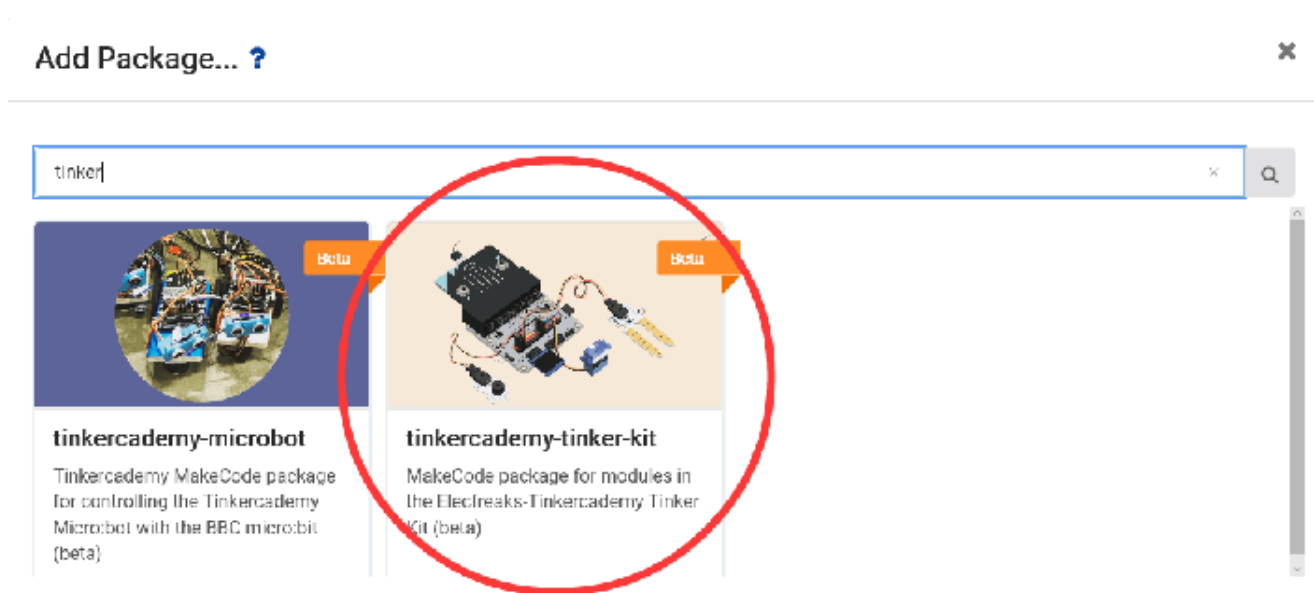 Add Package... ?
tinker
Beta
Beta
tinkercademy-microbot
Tinkercademy MakeCode package
for controlling the Tinkercademy
Micro:bot with the BBC micro:bit
(beta)
tinkercademy-tinker-kit
MakeCode package for modules in
the Elecfreaks-Tinkercademy Tinker
Kit (beta)